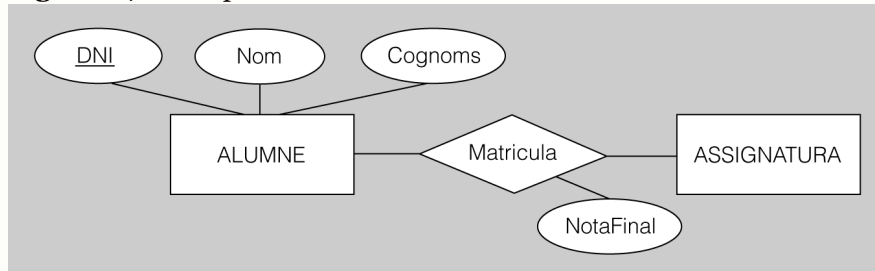 DNI
Nom
Cognoms
ALUMNE
Matricula
ASSIGNATURA
NotaFinal